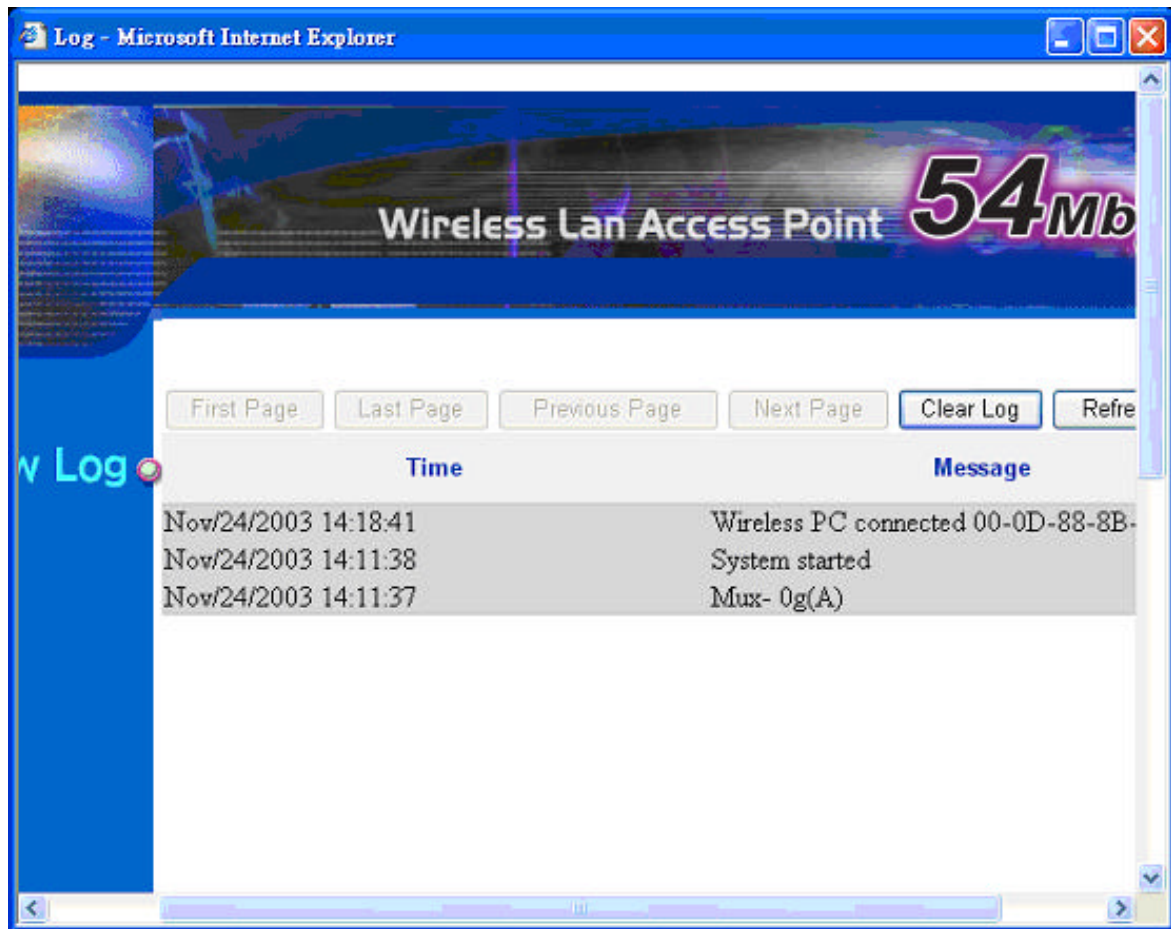 Log - Microsoft Internet Explorer
Wireless Lan Access Point 54Mb
First Page Last Page Previous Page Next Page Clear Log Refre
w Log
Time Message
Nov/24/2003 14:18:41 Wireless PC connected 00-0D-88-8B-
Nov/24/2003 14:11:38 System started
Nov/24/2003 14:11:37 Mux- 0g(A)